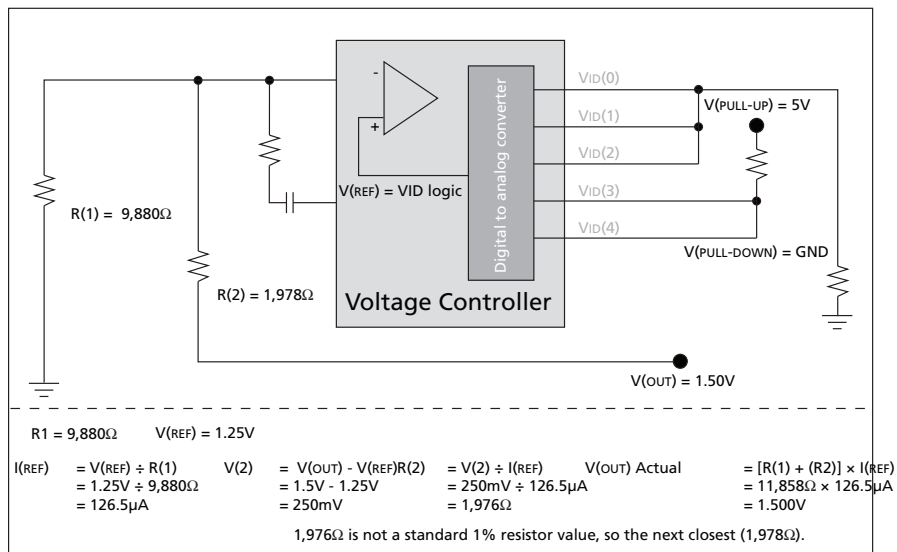 -
+
V(REF) = VID logic
Digital to analog converter
Voltage Controller
VID(0)
VID(1)
VID(2)
VID(3)
VID(4)
V(PULL-UP) = 5V
V(PULL-DOWN) = GND
R(1) = 9,880Ω
R(2) = 1,978Ω
V(OUT) = 1.50V
R1 = 9,880Ω V(REF) = 1.25V
I(REF) = V(REF) ÷ R(1) V(2) = V(OUT) - V(REF)R(2) = V(2) ÷ I(REF) V(OUT) Actual = [R(1) + (R2)] × I(REF)
= 1.25V ÷ 9,880Ω = 1.5V - 1.25V = 250mV ÷ 126.5µA = 11,858Ω × 126.5µA
= 126.5µA = 250mV = 1,976Ω = 1.500V
1,976Ω is not a standard 1% resistor value, so the next closest (1,978Ω).